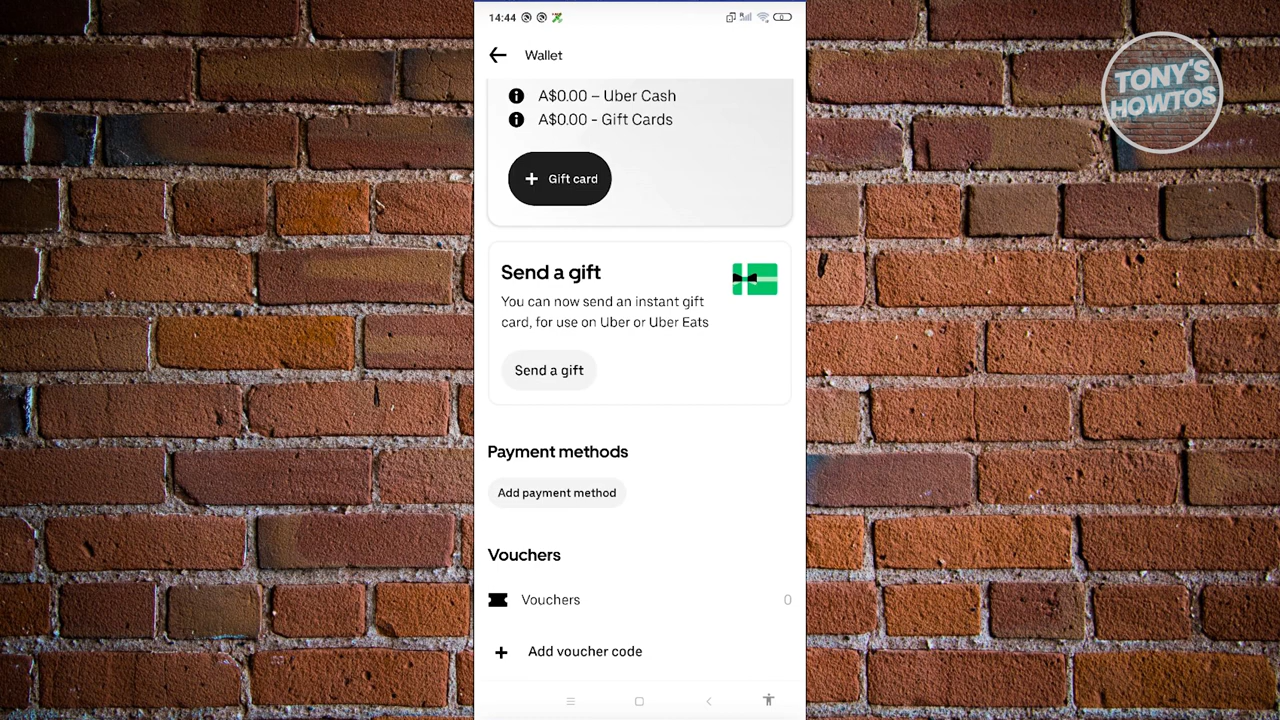 14:44
Wallet
A$0.00 – Uber Cash
A$0.00 - Gift Cards
+ Gift card
Send a gift
You can now send an instant gift
card, for use on Uber or Uber Eats
Send a gift
Payment methods
Add payment method
Vouchers
Vouchers 0
+ Add voucher code
TONY'S
HOWTOS